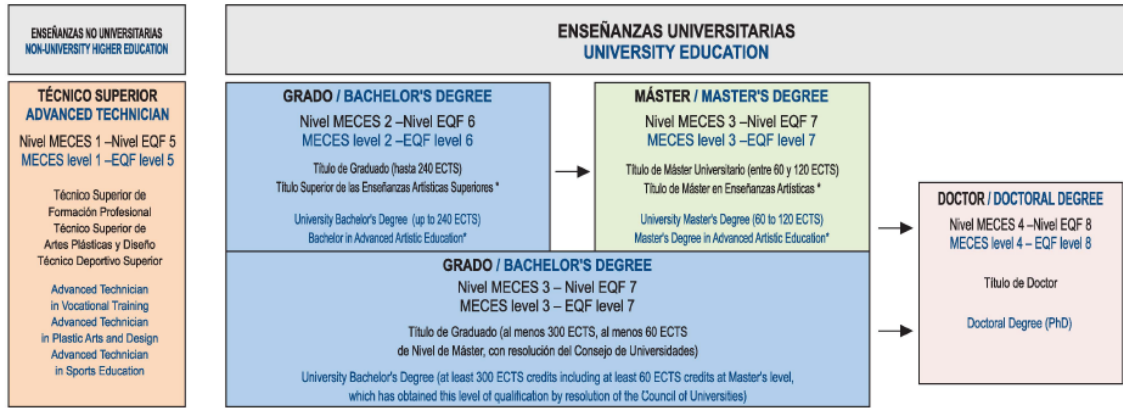 ENSEÑANZAS NO UNIVERSITARIAS
NON-UNIVERSITY HIGHER EDUCATION
ENSEÑANZAS UNIVERSITARIAS
UNIVERSITY EDUCATION
TÉCNICO SUPERIOR
ADVANCED TECHNICIAN
Nivel MECES 1 –Nivel EQF 5
MECES level 1 –EQF level 5
Técnico Superior de
Formación Profesional
Técnico Superior de
Artes Plásticas y Diseño
Técnico Deportivo Superior
Advanced Technician
in Vocational Training
Advanced Technician
in Plastic Arts and Design
Advanced Technician
in Sports Education
GRADO / BACHELOR'S DEGREE
Nivel MECES 2 –Nivel EQF 6
MECES level 2 –EQF level 6
Título de Graduado (hasta 240 ECTS)
Título Superior de las Enseñanzas Artísticas Superiores *
University Bachelor's Degree (up to 240 ECTS)
Bachelor in Advanced Artistic Education*
MÁSTER / MASTER'S DEGREE
Nivel MECES 3 –Nivel EQF 7
MECES level 3 –EQF level 7
Título de Máster Universitario (entre 60 y 120 ECTS)
Título de Máster en Enseñanzas Artísticas *
University Master's Degree (60 to 120 ECTS)
Master's Degree in Advanced Artistic Education*
GRADO / BACHELOR'S DEGREE
Nivel MECES 3 – Nivel EQF 7
MECES level 3 – EQF level 7
Título de Graduado (al menos 300 ECTS, al menos 60 ECTS
de Nivel de Máster, con resolución del Consejo de Universidades)
University Bachelor's Degree (at least 300 ECTS credits including at least 60 ECTS credits at Master's level,
which has obtained this level of qualification by resolution of the Council of Universities)
DOCTOR / DOCTORAL DEGREE
Nivel MECES 4 –Nivel EQF 8
MECES level 4 – EQF level 8
Título de Doctor
Doctoral Degree (PhD)